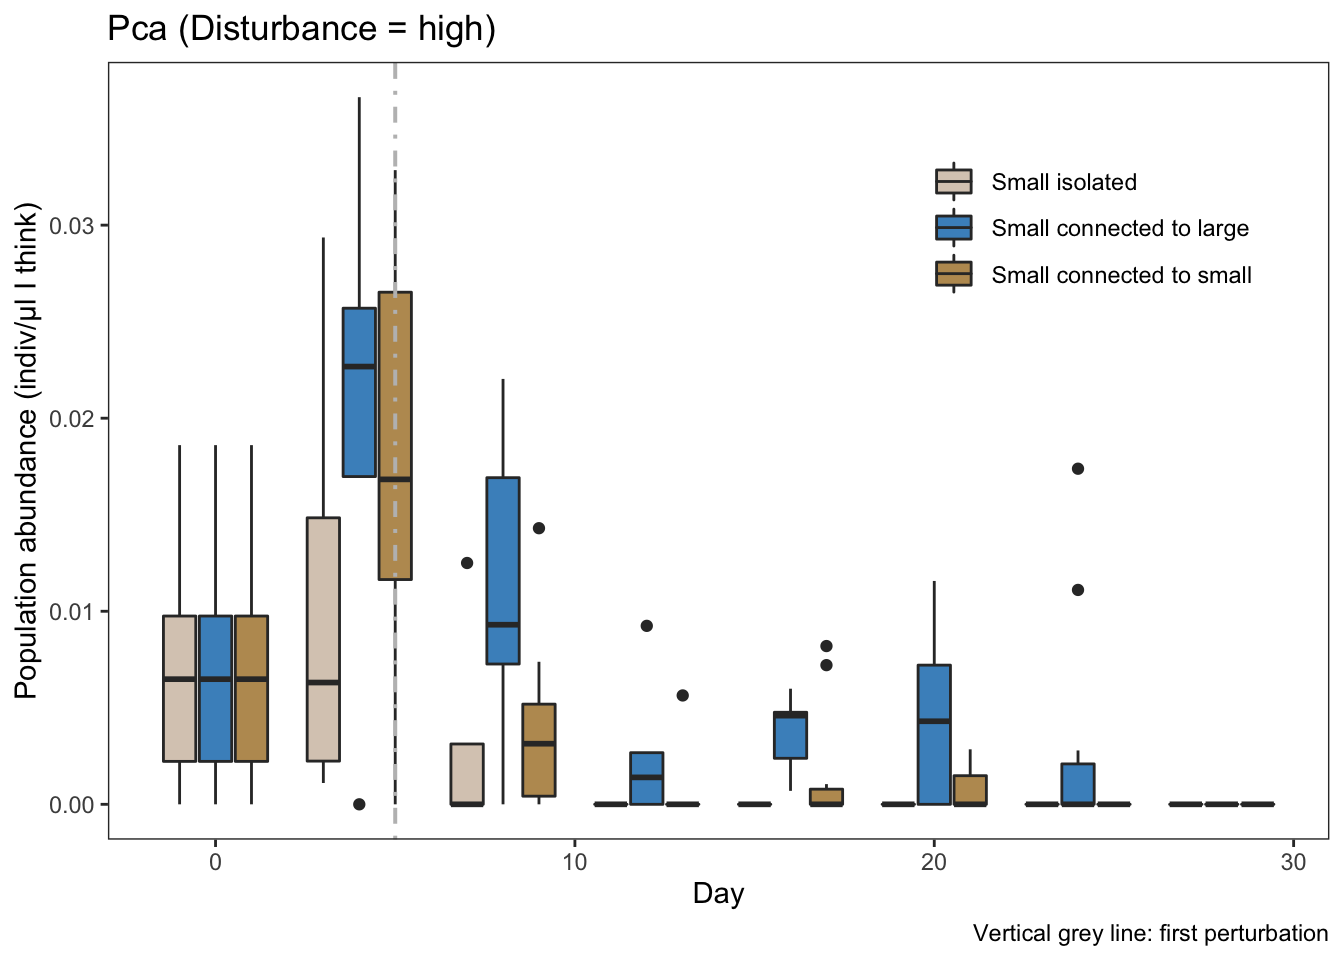 Pca (Disturbance = high)
Population abundance (indiv/µl I think)
0.03
0.02
0.01
0.00
Small isolated
Small connected to large
Small connected to small
0 10 20 30
Day
Vertical grey line: first perturbation